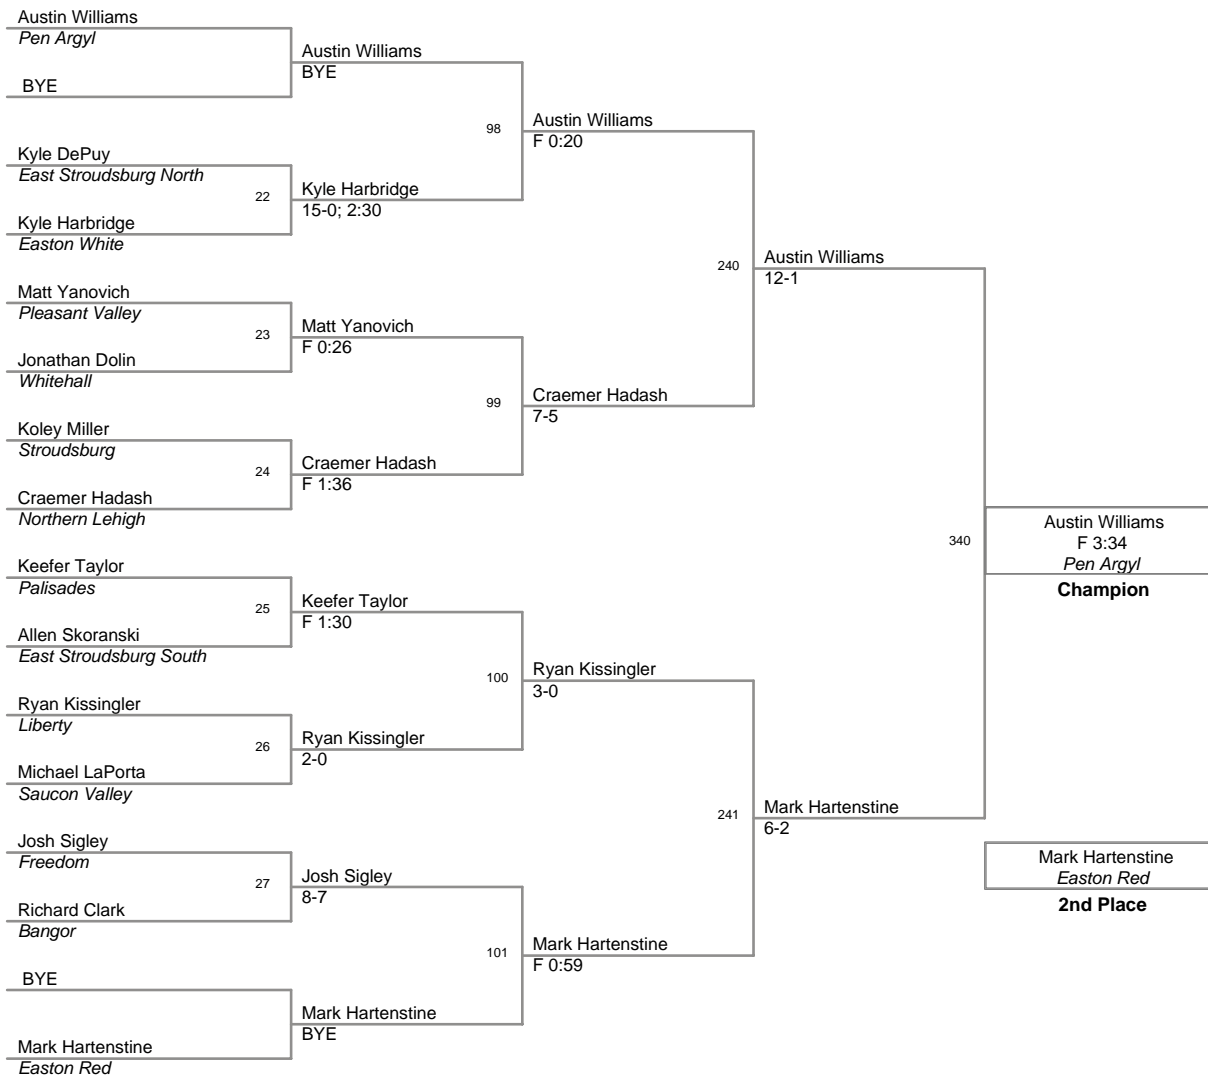 Austin Williams
Pen Argyl
BYE
Kyle DePuy
East Stroudsburg North
22
Kyle Harbridge
Easton White
Matt Yanovich
Pleasant Valley
23
Jonathan Dolin
Whitehall
Koley Miller
Stroudsburg
24
Craemer Hadash
Northern Lehigh
Keefer Taylor
Palisades
25
Allen Skoranski
East Stroudsburg South
Ryan Kissingler
Liberty
26
Michael LaPorta
Saucon Valley
Josh Sigley
Freedom
27
Richard Clark
Bangor
BYE
Mark Hartenstine
Easton Red
Austin Williams
BYE
98
Kyle Harbridge
15-0; 2:30
Matt Yanovich
F 0:26
99
Craemer Hadash
F 1:36
Keefer Taylor
F 1:30
100
Ryan Kissingler
2-0
Josh Sigley
8-7
101
Mark Hartenstine
BYE
Austin Williams
F 0:20
240
Craemer Hadash
7-5
Ryan Kissingler
3-0
241
Mark Hartenstine
F 0:59
Austin Williams
12-1
340
Mark Hartenstine
6-2
Austin Williams
F 3:34
Pen Argyl
Champion
Mark Hartenstine
Easton Red
2nd Place